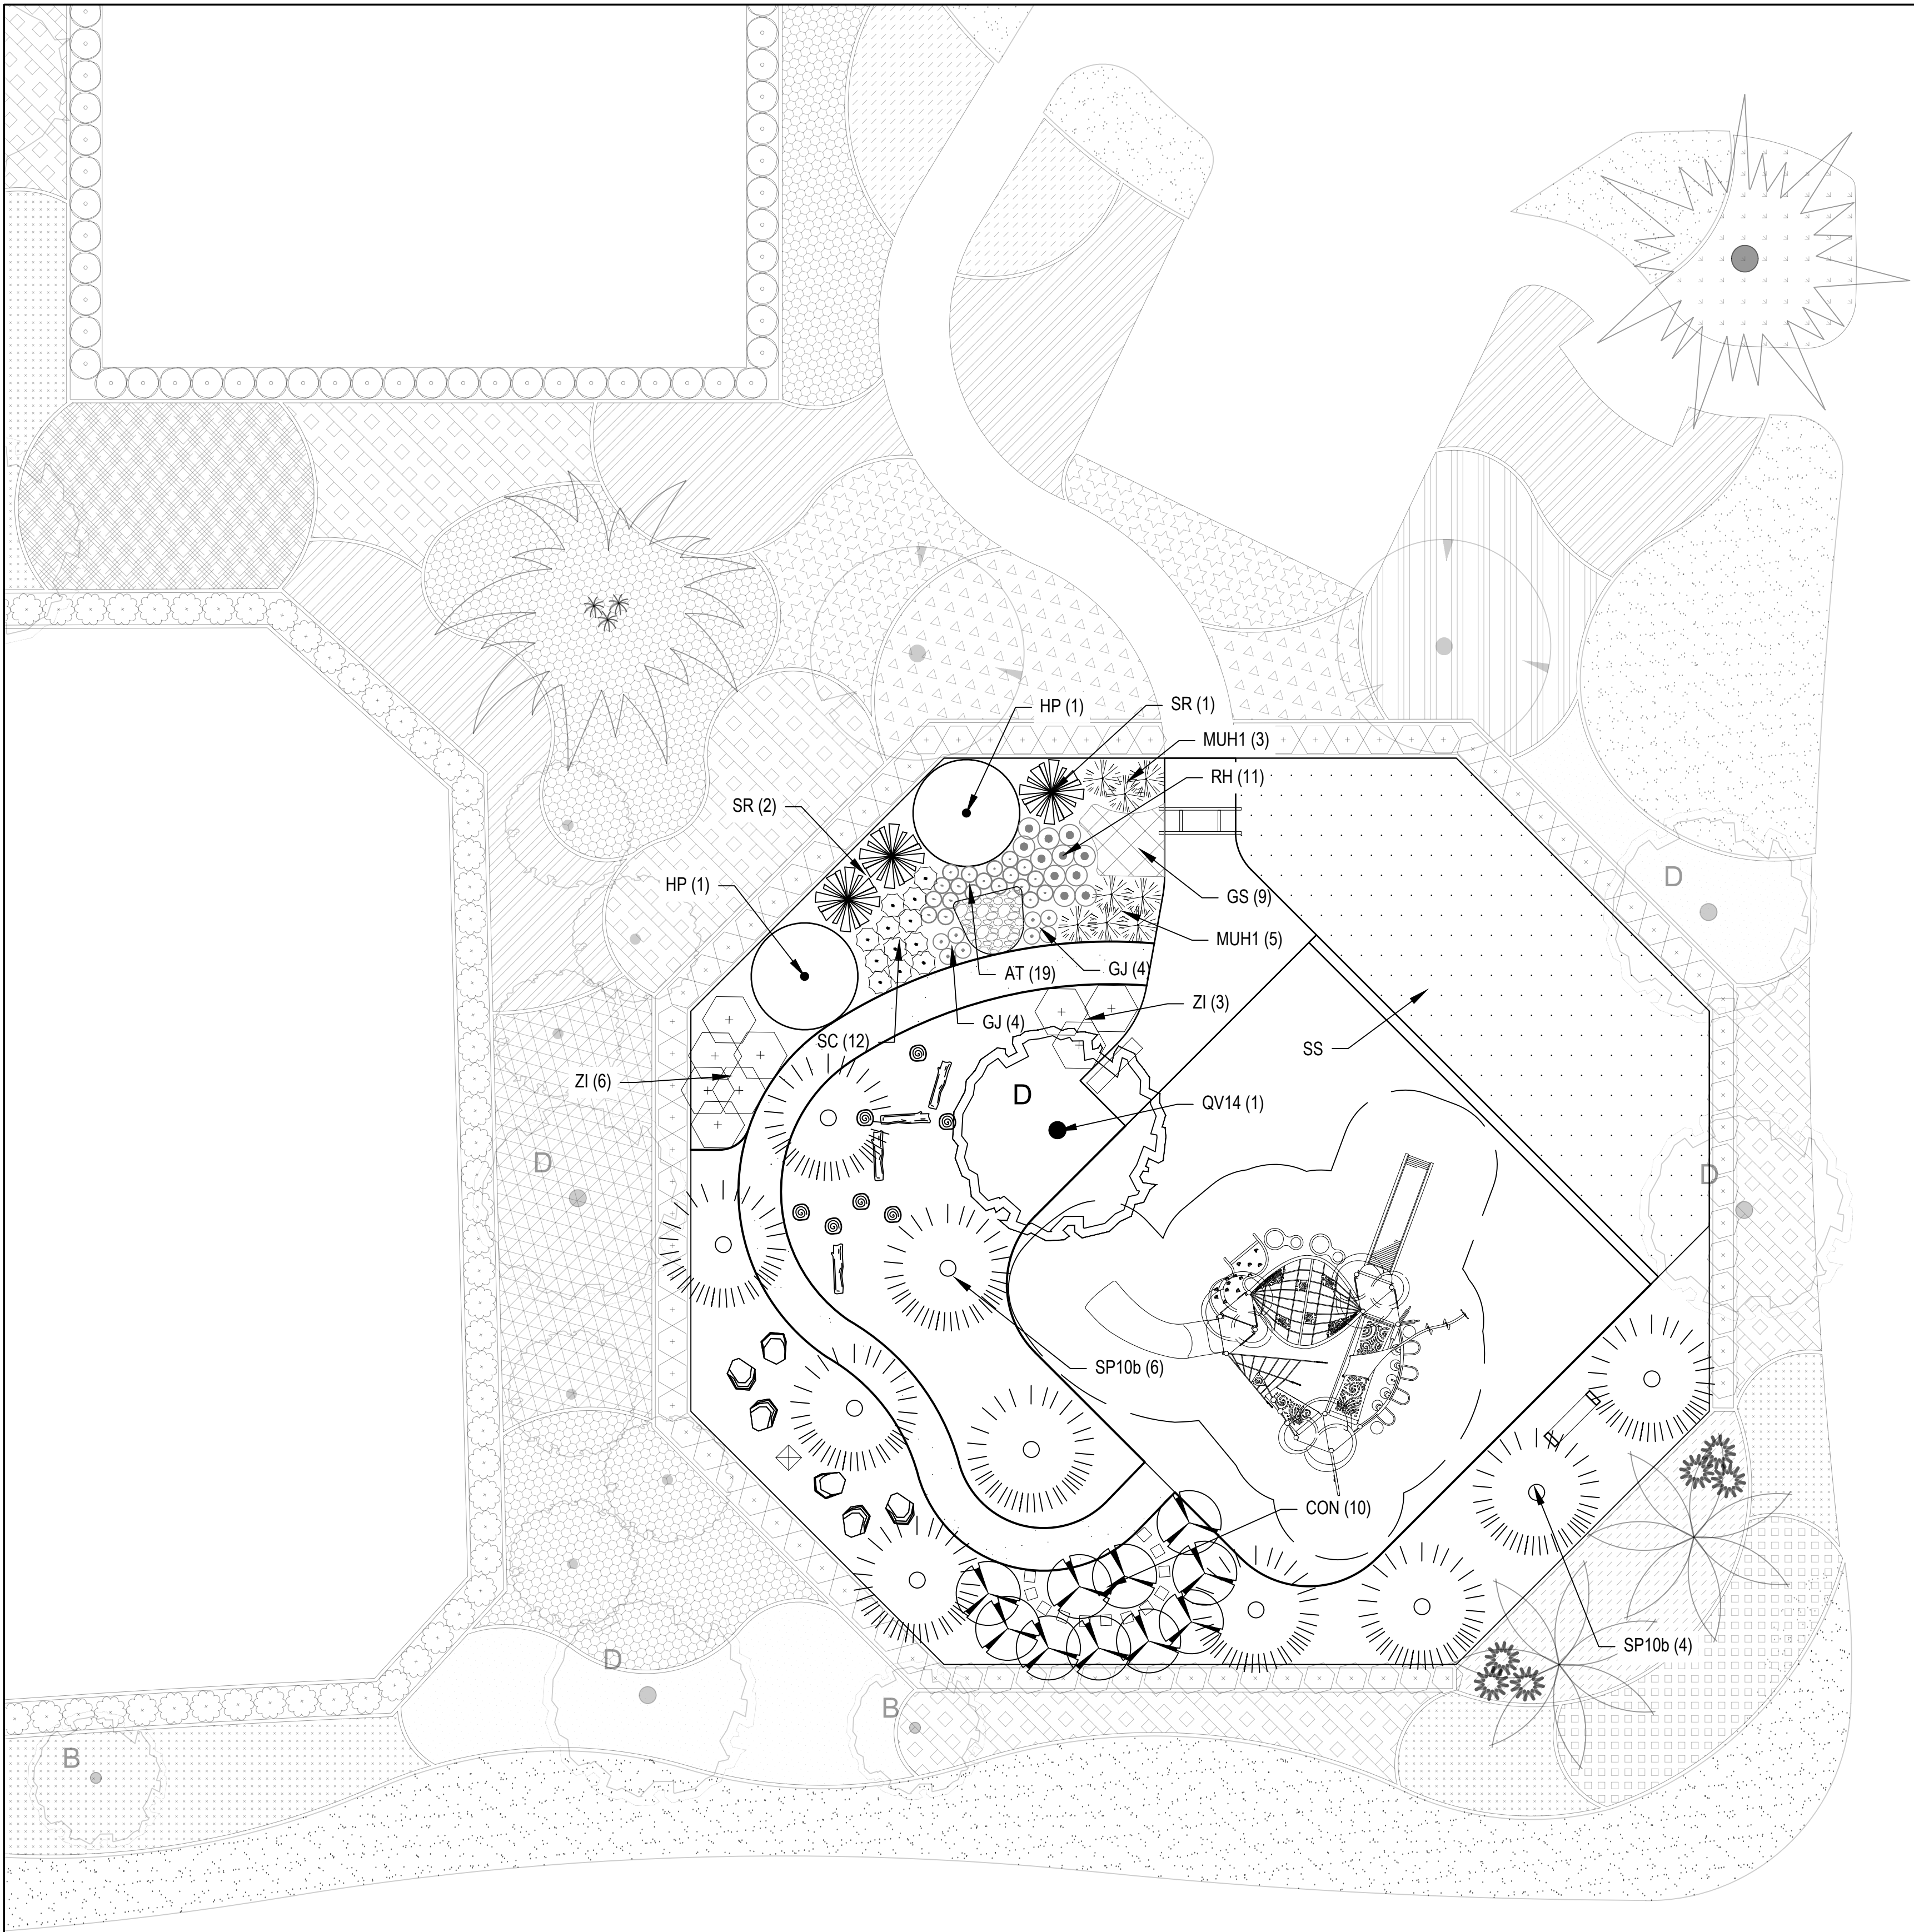 SR (1)
HP (1)
MUH1 (3)
RH (11)
SR (2)
D
HP (1)
GS (9)
MUH1 (5)
GJ (4)
AT (19)
ZI (3)
GJ (4)
SC (12)
SS
ZI (6)
D
QV14 (1)
D
D
SP10b (6)
CON (10)
SP10b (4)
D
B
B